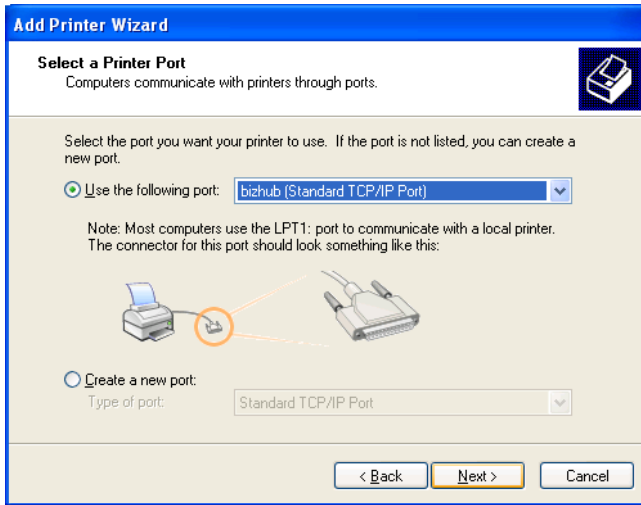 Add Printer Wizard
Select a Printer Port
Computers communicate with printers through ports.
Select the port you want your printer to use. If the port is not listed, you can create a
new port.
Use the following port: bizhub (Standard TCP/IP Port)
Note: Most computers use the LPT1: port to communicate with a local printer.
The connector for this port should look something like this:
Create a new port:
Type of port: Standard TCP/IP Port
< Back Next > Cancel